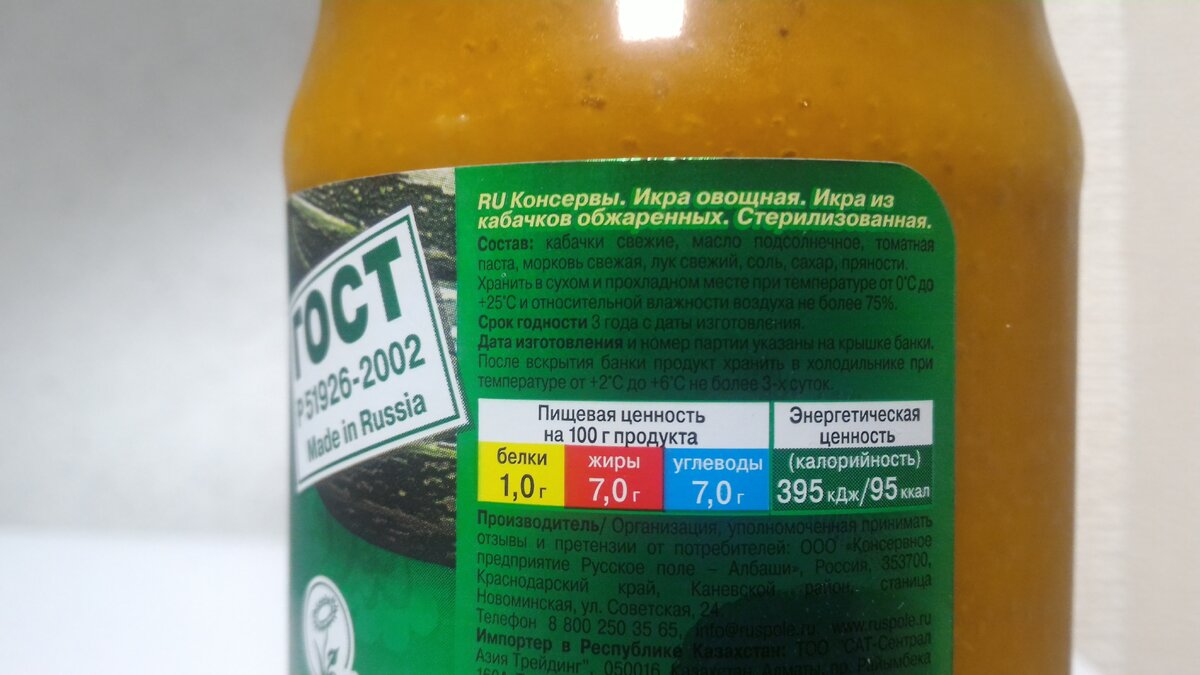 ГОСТ
Р 51926-2002
Made in Russia
RU Консервы. Икра овощная. Икра из
кабачков обжаренных. Стерилизованная.
Состав: кабачки свежие, масло подсолнечное, томатная
паста, морковь свежая, лук свежий, соль, сахар, пряности.
Хранить в сухом и прохладном месте при температуре от 0°С до
+25°С и относительной влажности воздуха не более 75%.
Срок годности 3 года с даты изготовления.
Дата изготовления и номер партии указаны на крышке банки.
После вскрытия банки продукт хранить в холодильнике при
температуре от +2°С до +6°С не более 3-х суток.
Пищевая ценность
на 100 г продукта
Энергетическая
ценность
(калорийность)
белки
1,0 г
жиры
7,0 г
углеводы
7,0 г
395 кДж/95 ккал
Производитель/ Организация, уполномоченная принимать
отзывы и претензии от потребителей: ООО «Консервное
предприятие Русское поле – Албаши», Россия, 353700,
Краснодарский край, Каневской район, станица
Новоминская, ул. Советская, 24.
Телефон 8 800 250 35 65, info@ruspole.ru www.ruspole.ru
Импортер в Республике Казахстан: ТОО "САТ-Сентрал
Азия Трейдинг", 050016, Казахстан, Алматы, пр. Райымбека